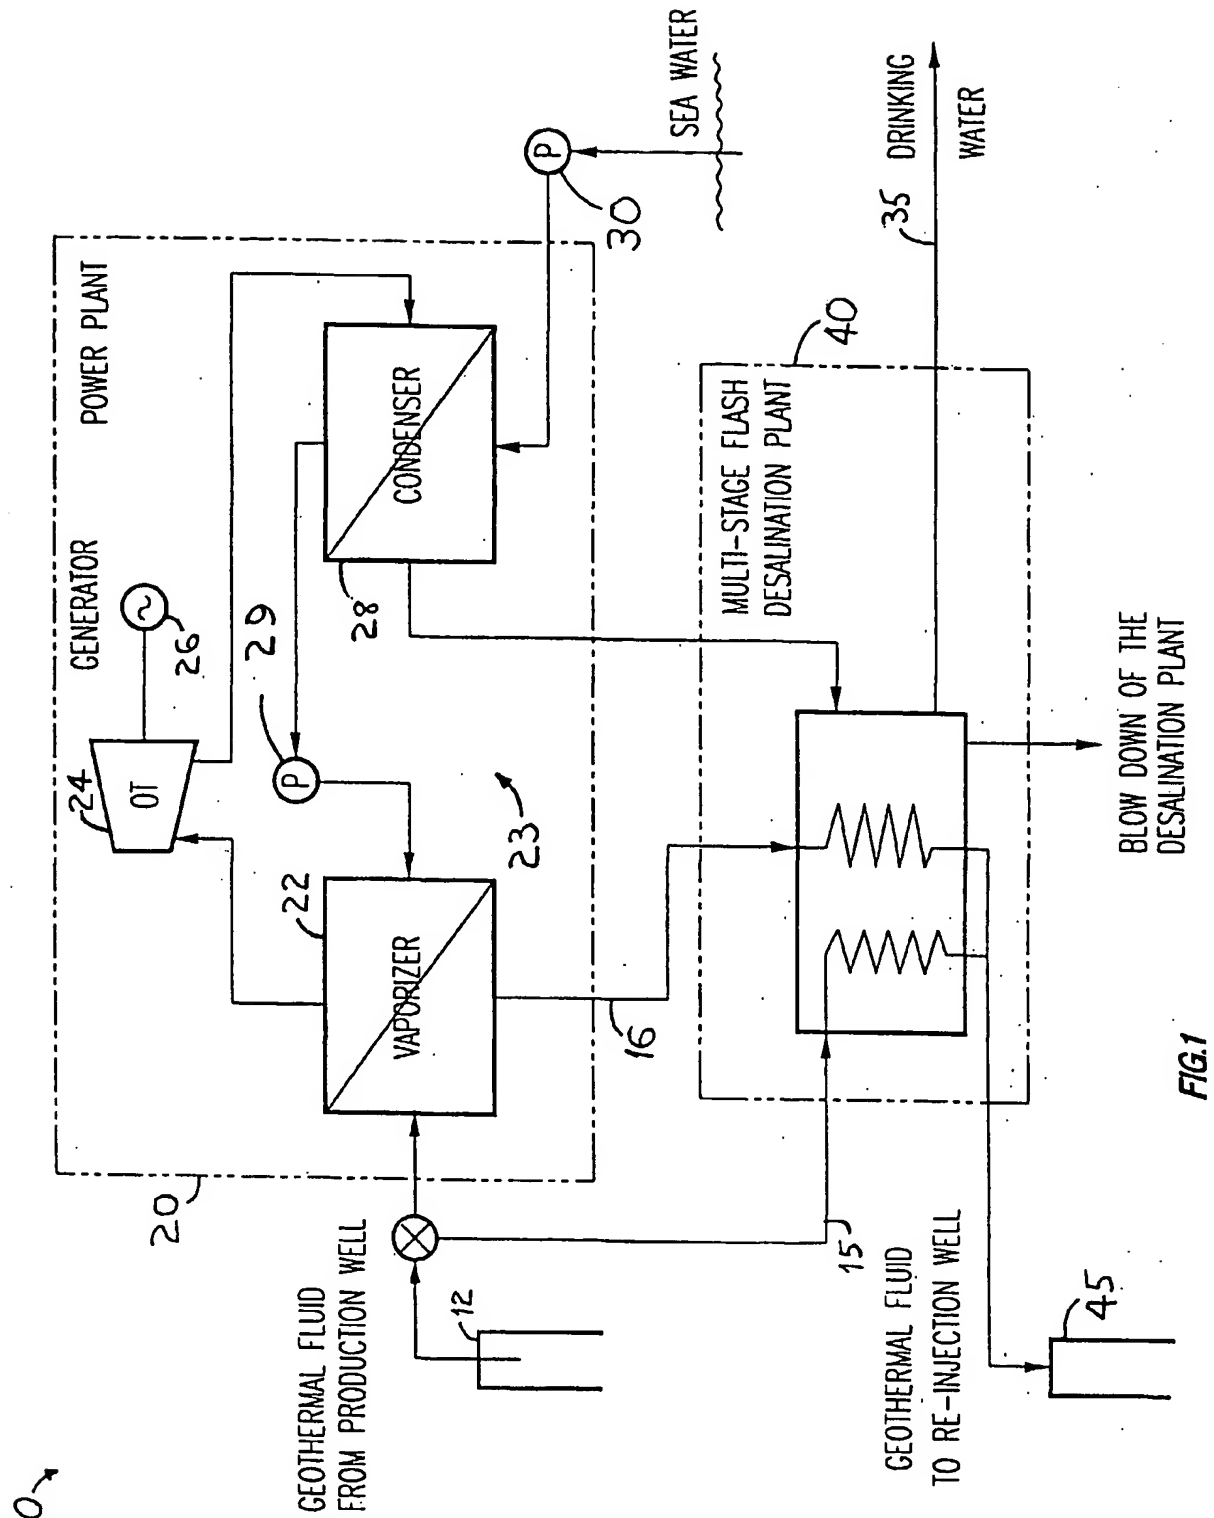 0
20
POWER PLANT
GENERATOR
24
OT
26
29
P
22
VAPORIZER
23
28
CONDENSER
GEOTHERMAL FLUID
FROM PRODUCTION WELL
12
P
30
SEA WATER
16
15
MULTI-STAGE FLASH
DESALINATION PLANT
40
35
DRINKING
WATER
GEOTHERMAL FLUID
TO RE-INJECTION WELL
45
BLOW DOWN OF THE
DESALINATION PLANT
FIG.1